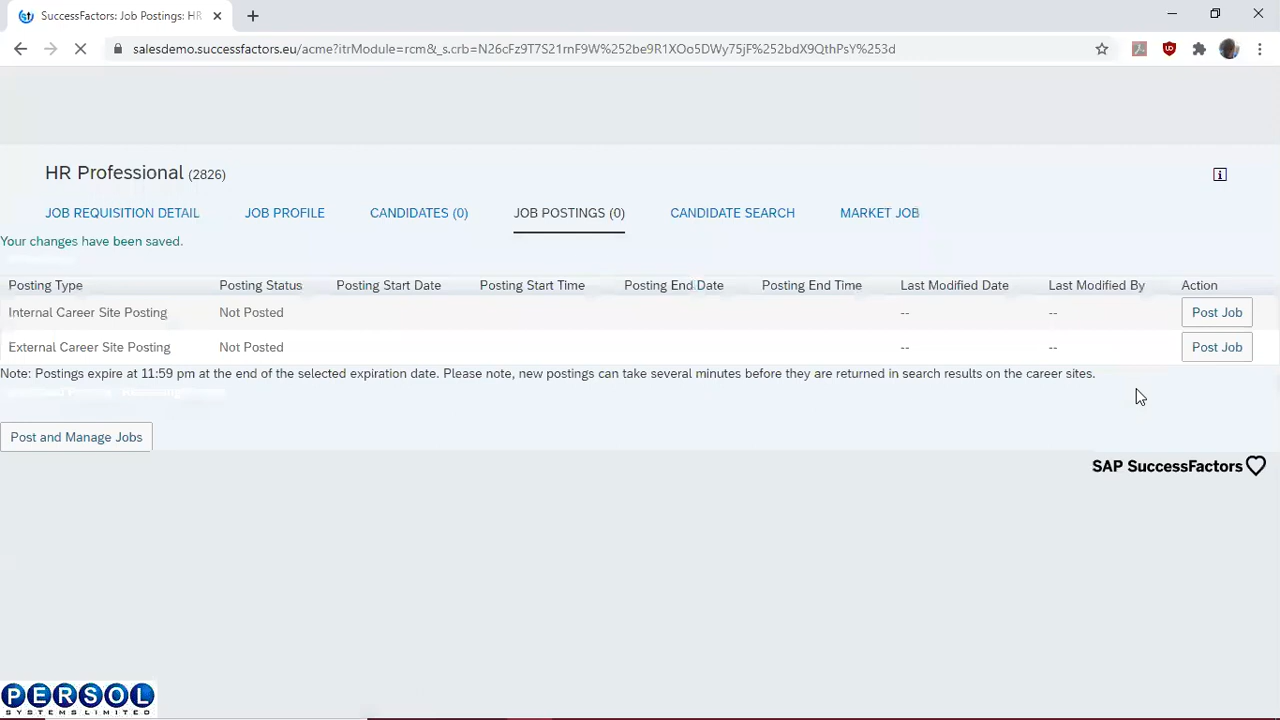 SuccessFactors: Job Postings: HR
salesdemo.successfactors.eu/acme?itrModule=rcm&_s.crb=N26cFz9T7S21rnF9W%252be9R1XOo5DWy75jF%252bdX9QthPsY%253d
HR Professional (2826)
JOB REQUISITION DETAIL JOB PROFILE CANDIDATES (0) JOB POSTINGS (0) CANDIDATE SEARCH MARKET JOB
Your changes have been saved.
Posting Type Posting Status Posting Start Date Posting Start Time Posting End Date Posting End Time Last Modified Date Last Modified By Action
Internal Career Site Posting Not Posted -- -- Post Job
External Career Site Posting Not Posted -- -- Post Job
Note: Postings expire at 11:59 pm at the end of the selected expiration date. Please note, new postings can take several minutes before they are returned in search results on the career sites.
Post and Manage Jobs
SAP SuccessFactors
PERSOL
SYSTEMS LIMITED